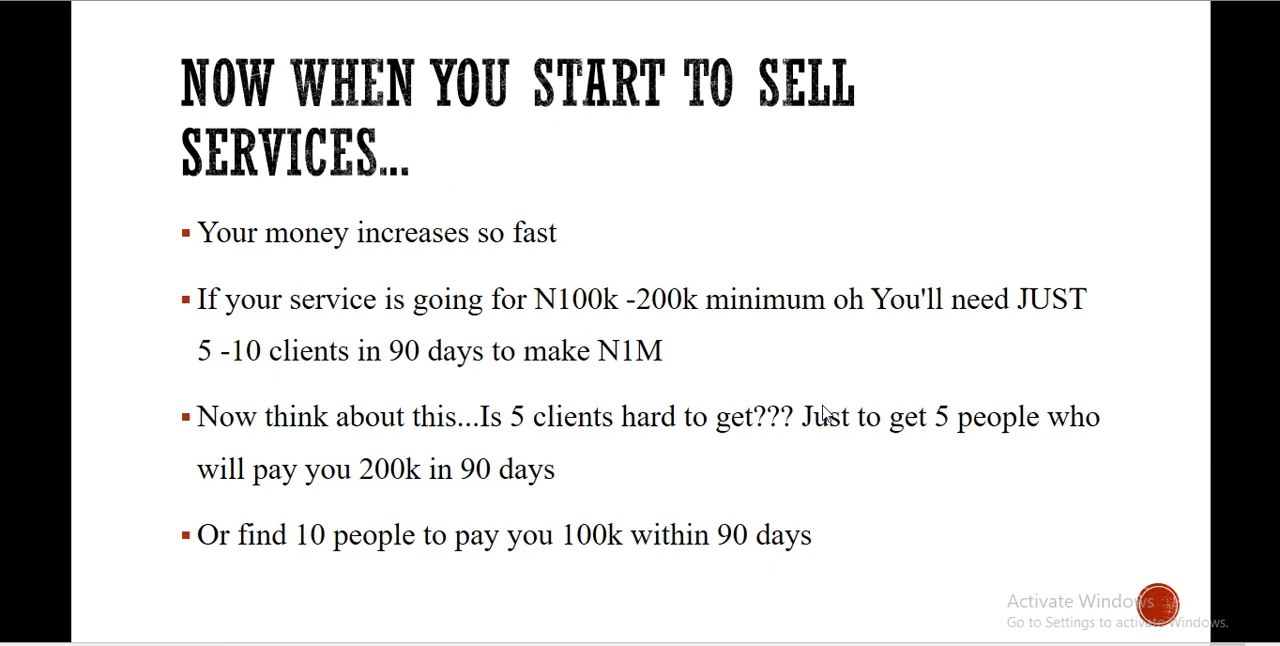 NOW WHEN YOU START TO SELL
SERVICES...
Your money increases so fast
If your service is going for N100k -200k minimum oh You'll need JUST
5 -10 clients in 90 days to make N1M
Now think about this...Is 5 clients hard to get??? Just to get 5 people who
will pay you 200k in 90 days
Or find 10 people to pay you 100k within 90 days
Activate Windows
Go to Settings to activate Windows.